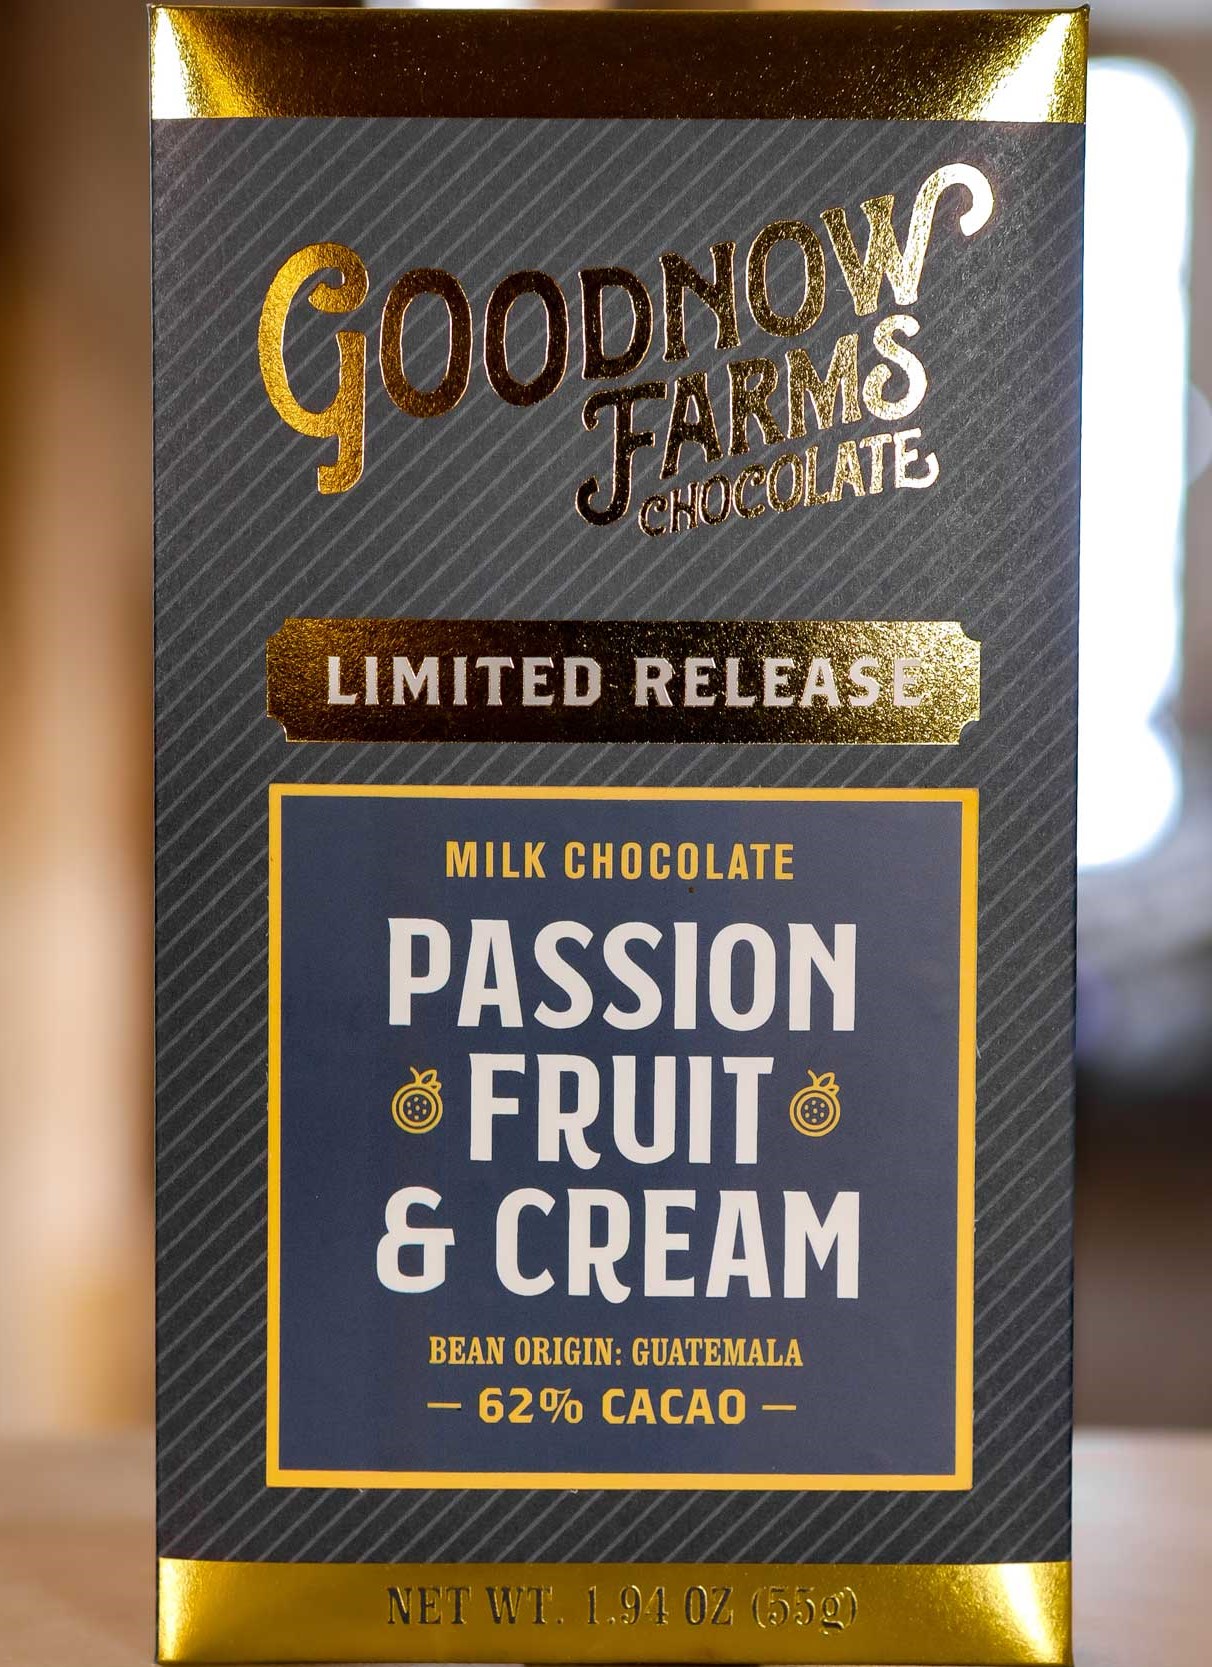 GOODNOW
FARMS
CHOCOLATE
LIMITED RELEASE
MILK CHOCOLATE
PASSION
FRUIT
& CREAM
BEAN ORIGIN: GUATEMALA
— 62% CACAO —
NET WT. 1.94 OZ (55g)